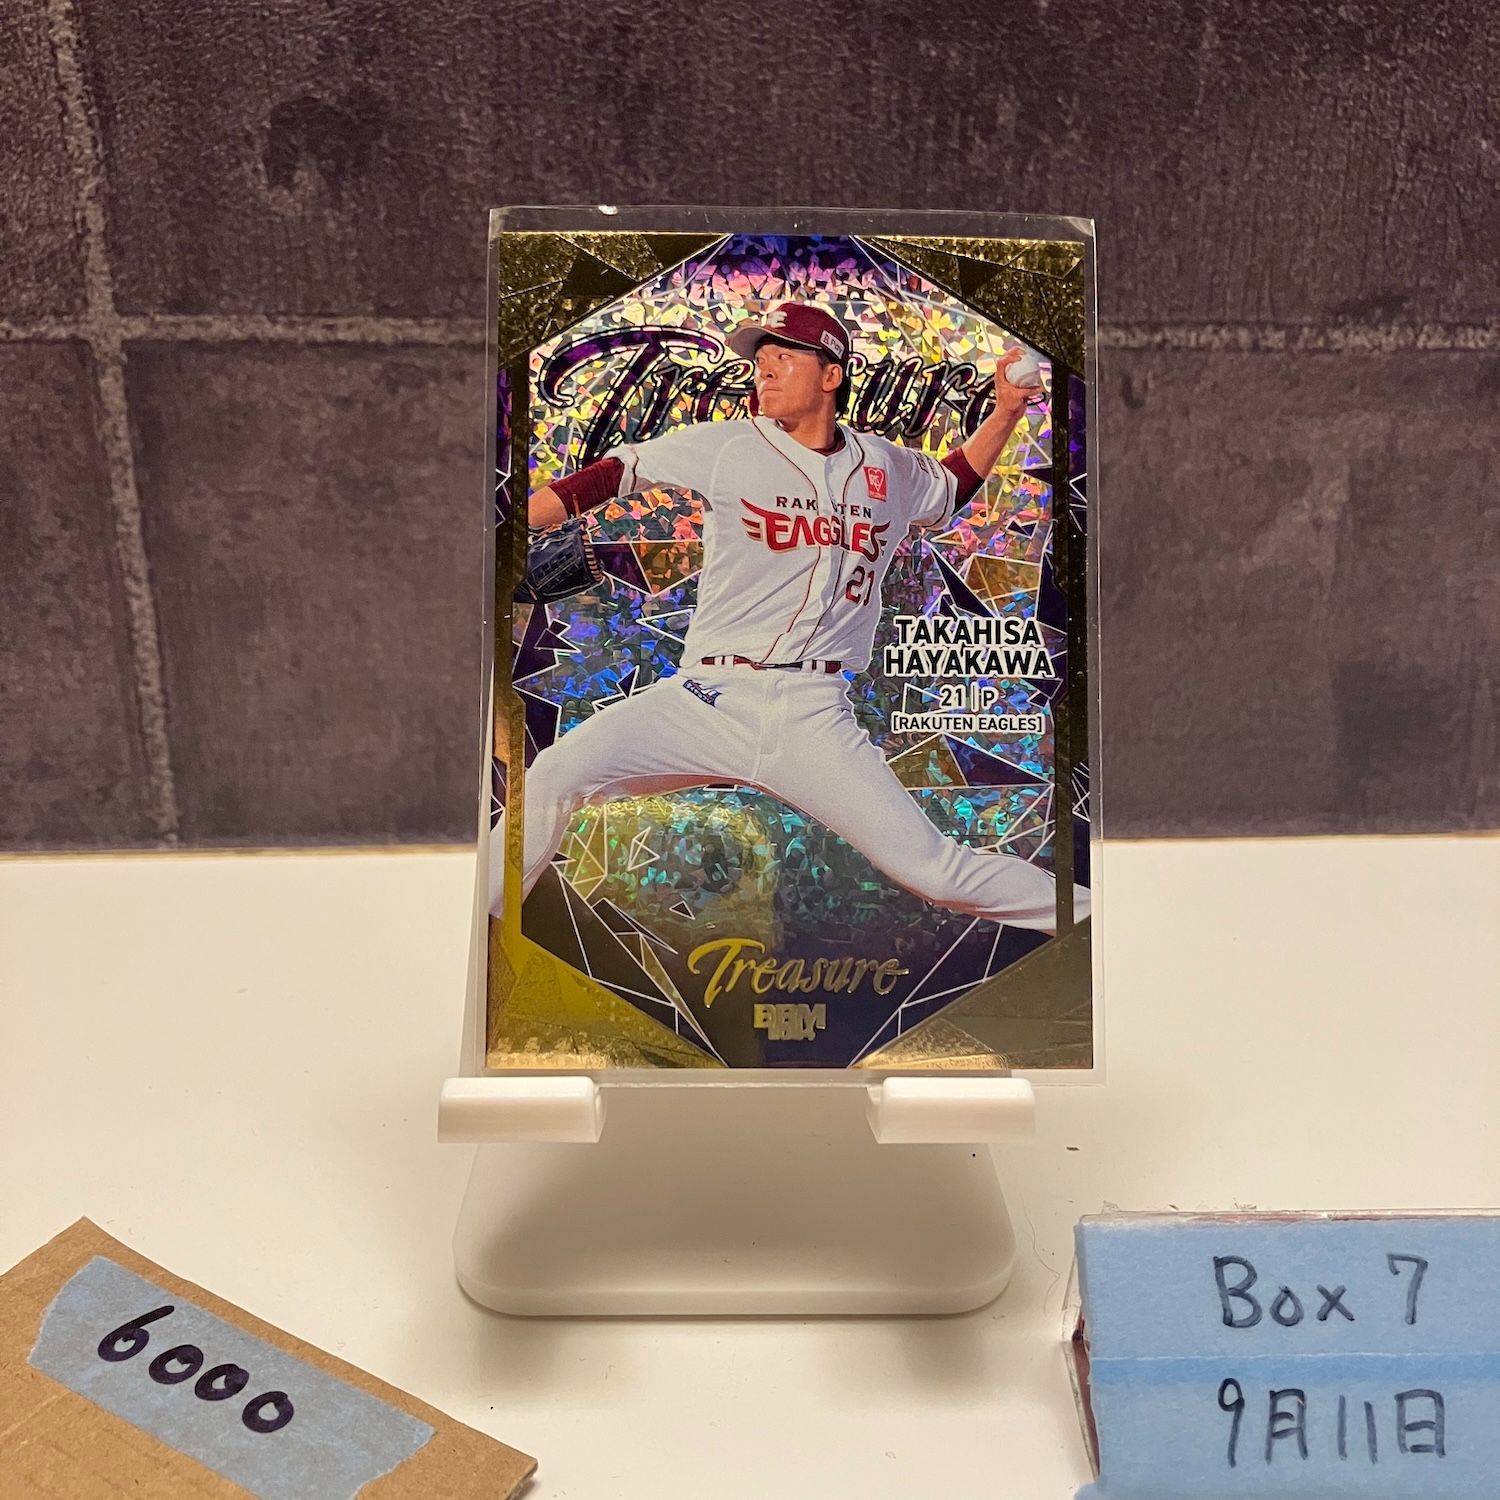 Treasure
RAKUTEN
EAGLES
21
TAKAHISA
HAYAKAWA
21 | P
[RAKUTEN EAGLES]
Treasure
BBM
6000
Box 7
9月11日